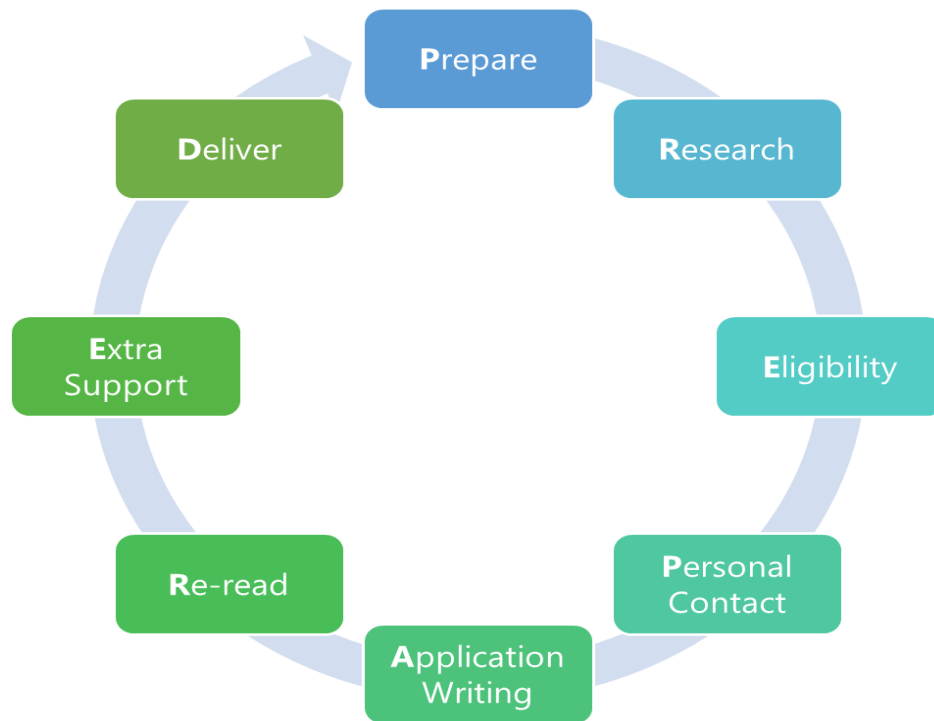 Prepare
Research
Eligibility
Personal
Contact
Application
Writing
Re-read
Extra
Support
Deliver